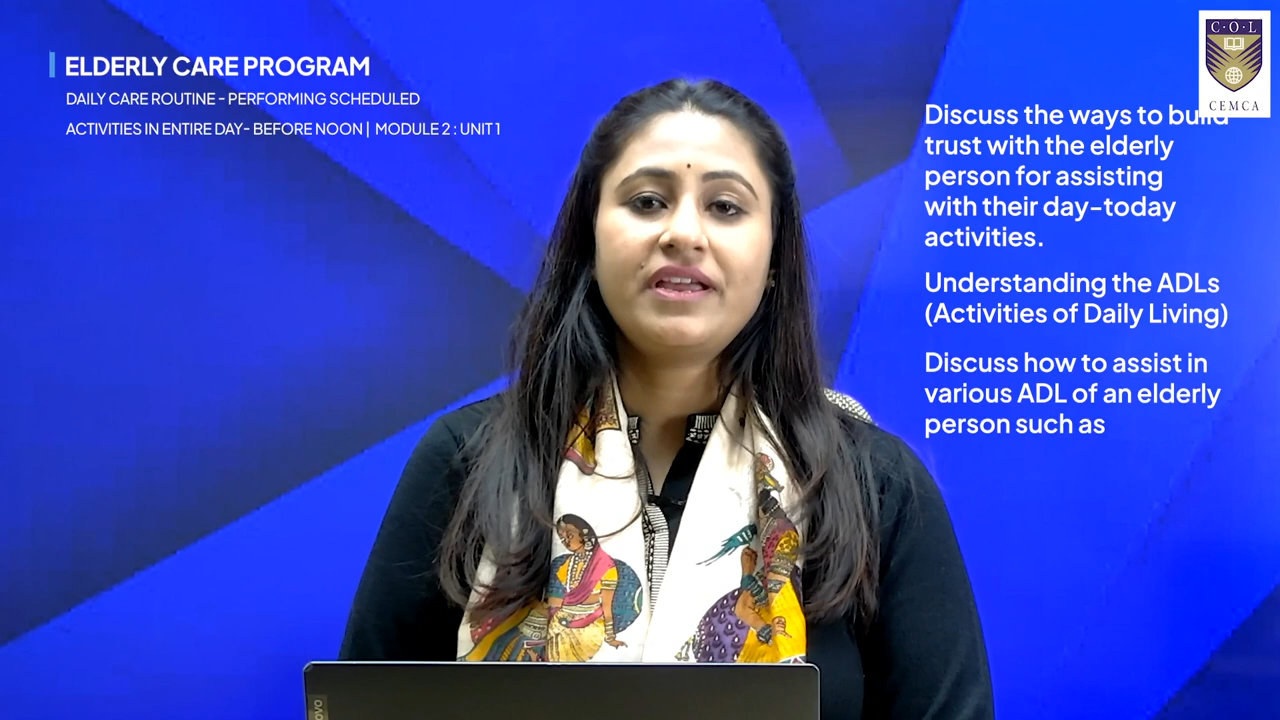 ELDERLY CARE PROGRAM
DAILY CARE ROUTINE - PERFORMING SCHEDULED
ACTIVITIES IN ENTIRE DAY- BEFORE NOON | MODULE 2 : UNIT 1
C·O·L
CEMCA
Discuss the ways to build
trust with the elderly
person for assisting
with their day-today
activities.
Understanding the ADLs
(Activities of Daily Living)
Discuss how to assist in
various ADL of an elderly
person such as